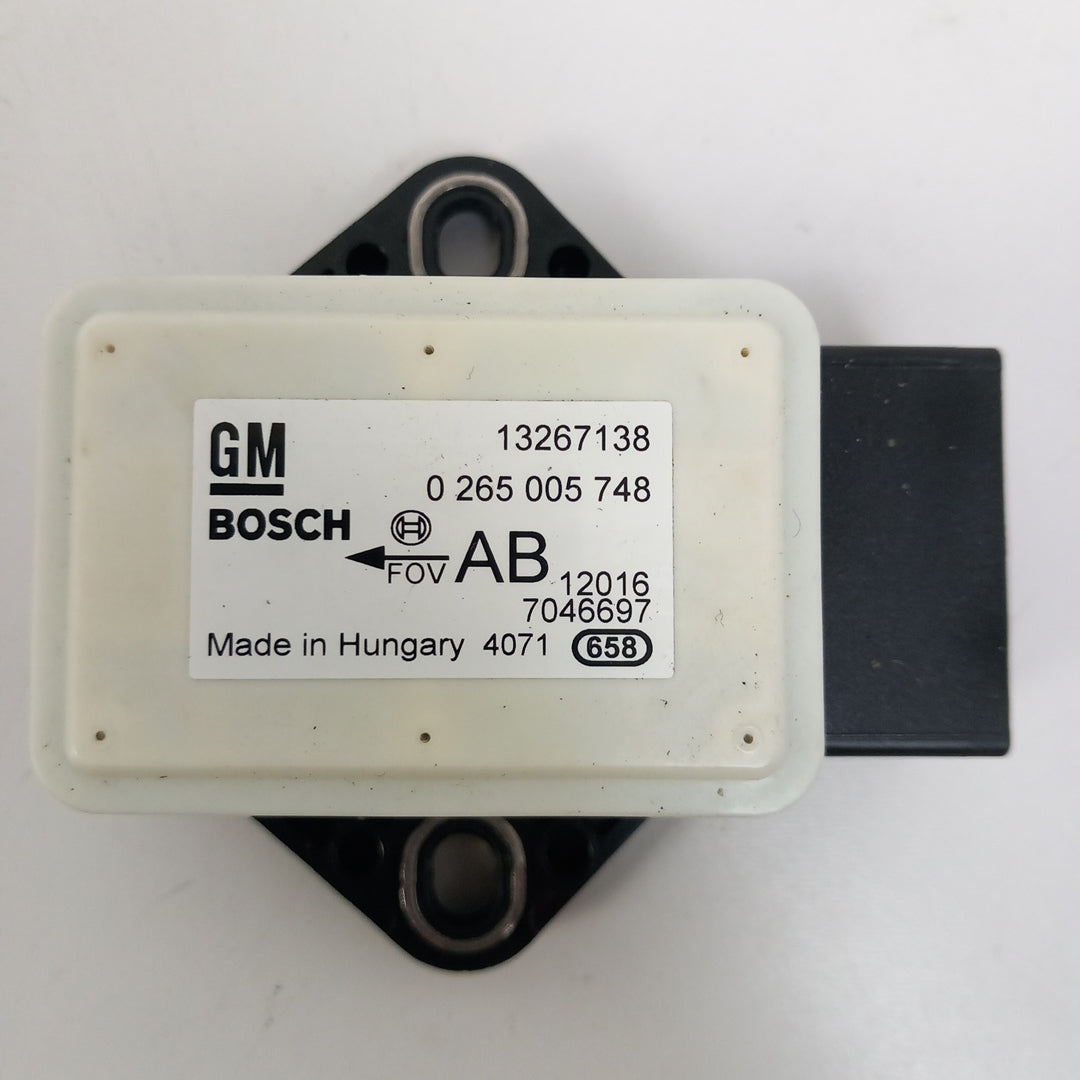 GM 13267138
0 265 005 748
BOSCH
FOV AB 12016
7046697
Made in Hungary 4071 658